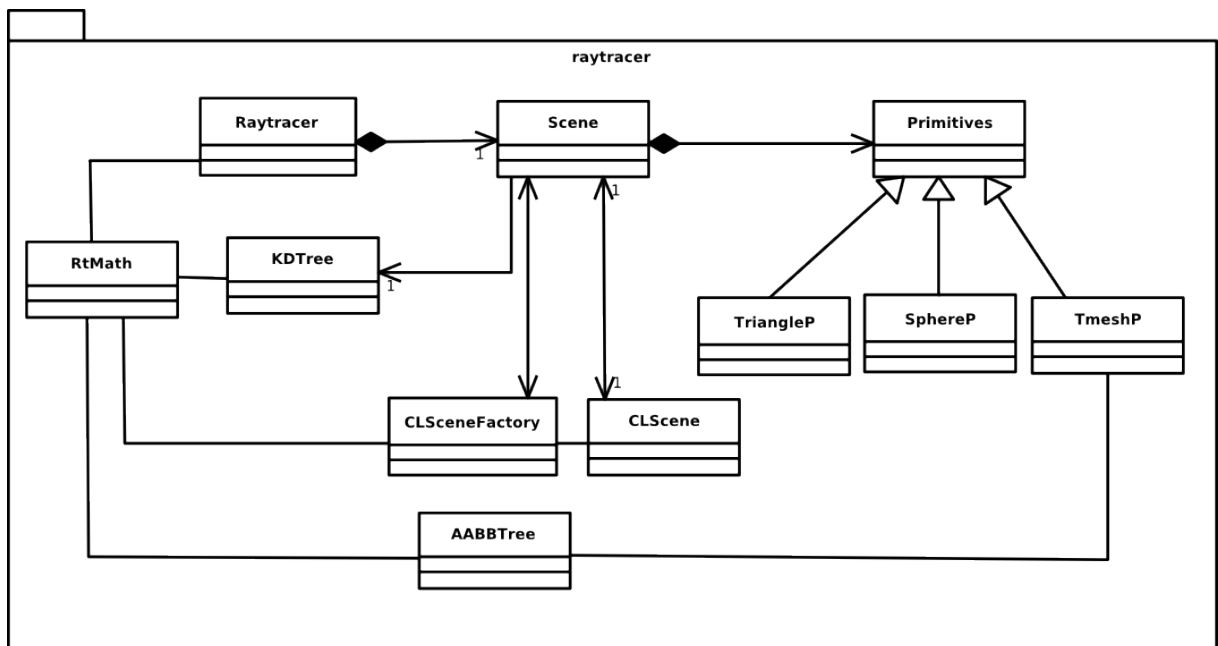 raytracer
Raytracer
Scene
Primitives
1
1
RtMath
KDTree
1
TriangleP
SphereP
TmeshP
1
CLSceneFactory
CLScene
AABBTree